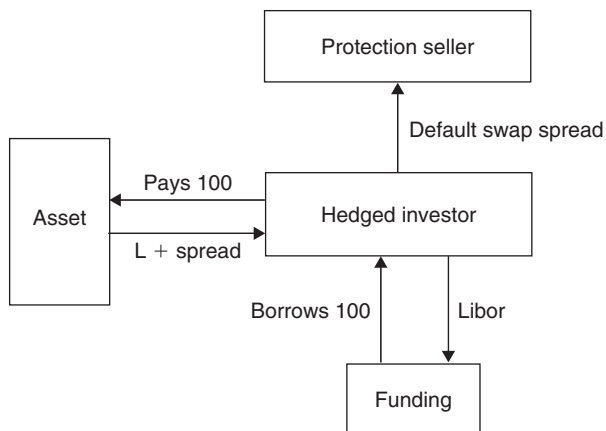 Protection seller
Default swap spread
Pays 100
Asset
Hedged investor
L + spread
Borrows 100
Libor
Funding